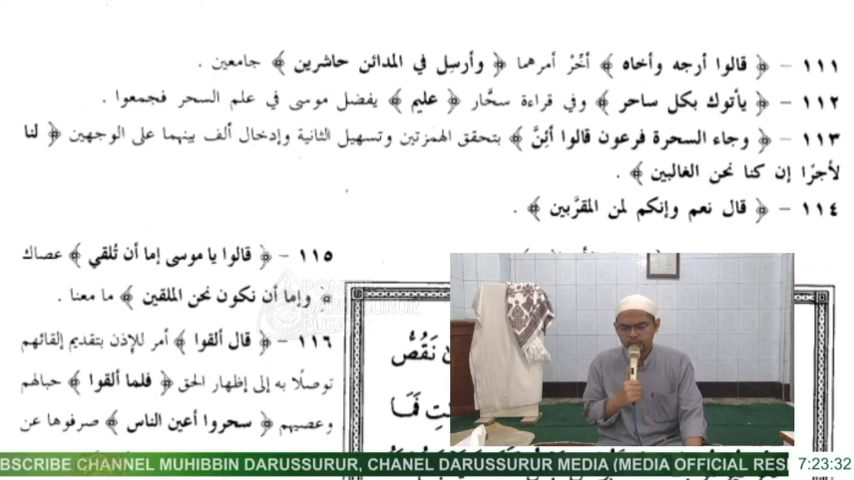 ١١١ - ﴿ قالوا أرجه وأخاه ﴾ أخِّرْ أمرهما ﴿ وأرسِل في المدائن حاشرين ﴾ جامعين .
١١٢ - ﴿ يأتوك بكل ساحر ﴾ وفي قراءة سحَّار ﴿ عليم ﴾ يفضل موسى في علم السحر فجمعوا .
١١٣ - ﴿ وجاء السحرة فرعون قالوا أئِنَّ ﴾ بتحقق الهمزتين وتسهيل الثانية وإدخال ألف بينهما على الوجهين ﴿ لنا
لأجرًا إن كنا نحن الغالبين ﴾ .
١١٤ - ﴿ قال نعم وإنكم لمن المقرَّبين ﴾ .
١١٥ - ﴿ قالوا يا موسى إما أن تُلقي ﴾ عصاك
﴿ وإما أن نكون نحن الملقين ﴾ ما معنا .
١١٦ - ﴿ قال ألقوا ﴾ أمر للإذن بتقديم إلقائهم
توصلًا به إلى إظهار الحق ﴿ فلما ألقوا ﴾ حبالهم
وعصيهم ﴿ سحروا أعين الناس ﴾ صرفوها عن
نَقُصُّ
فَمَا
BSCRIBE CHANNEL MUHIBBIN DARUSSURUR, CHANEL DARUSSURUR MEDIA (MEDIA OFFICIAL RES
7:23:32